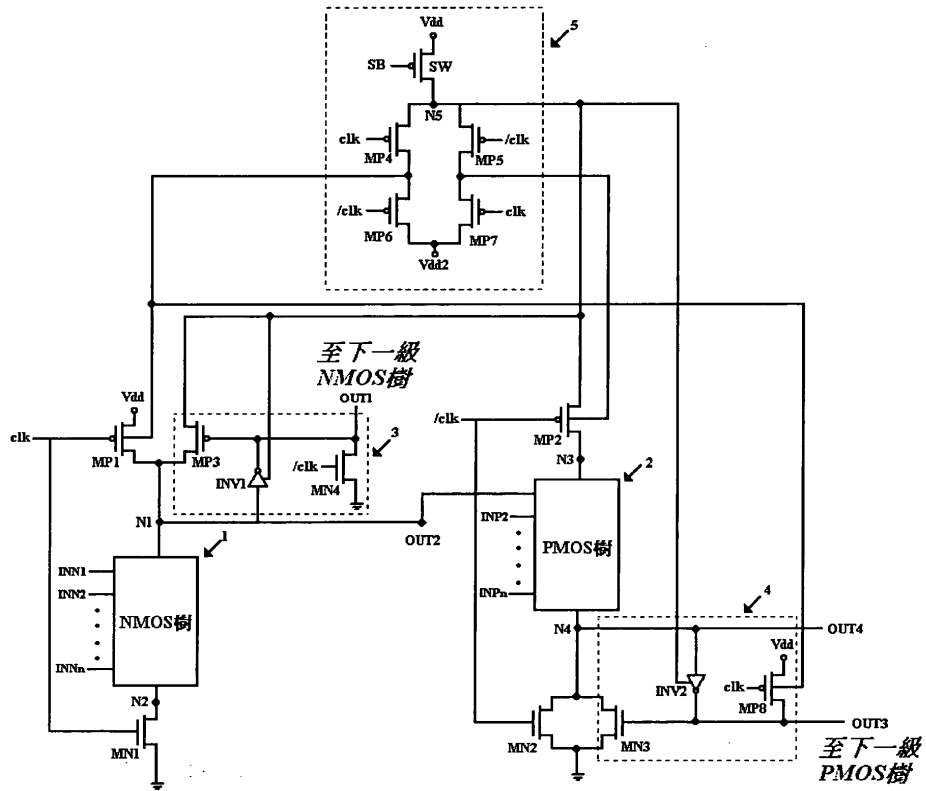 Vdd
5
SB
SW
N5
clk
/clk
MP4
MP5
/clk
clk
MP6
MP7
Vdd2
至下一級
NMOS樹
OUT1
Vdd
clk
MP1
MP3
3
/clk
INV1
MN4
/clk
MP2
N3
2
N1
OUT2
1
INP2
PMOS樹
INPn
INN1
INN2
NMOS樹
INNn
4
N4
OUT4
Vdd
clk
INV2
MP8
N2
OUT3
MN1
MN2
MN3
至下一級
PMOS樹